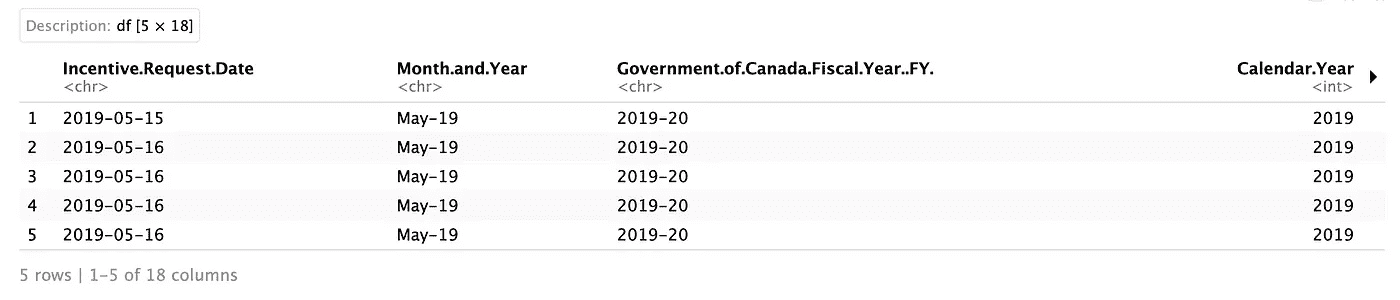 Description: df [5 × 18]
Incentive.Request.Date Month.and.Year Government.of.Canada.Fiscal.Year..FY. Calendar.Year
<chr> <chr> <chr> <int>
1 2019-05-15 May-19 2019-20 2019
2 2019-05-16 May-19 2019-20 2019
3 2019-05-16 May-19 2019-20 2019
4 2019-05-16 May-19 2019-20 2019
5 2019-05-16 May-19 2019-20 2019
5 rows | 1-5 of 18 columns